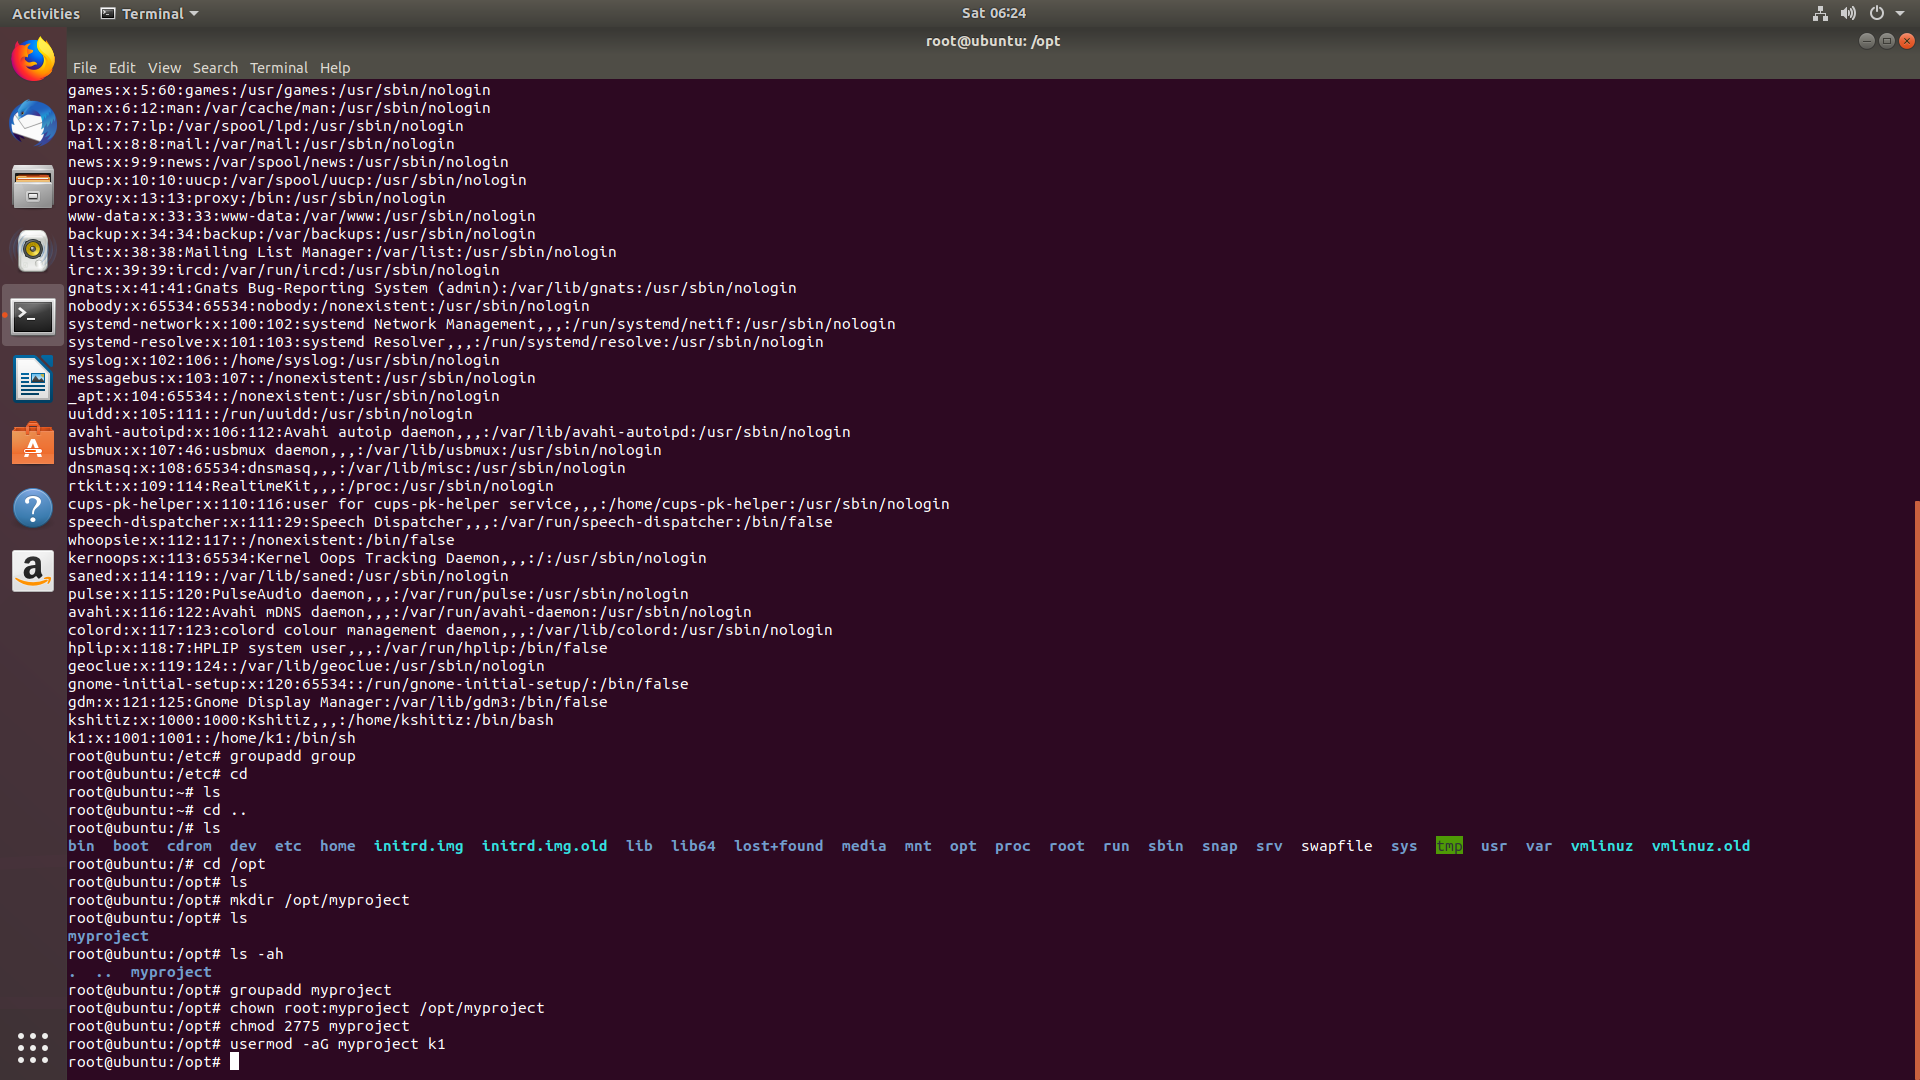 Activities Terminal Sat 06:24
root@ubuntu: /opt
File Edit View Search Terminal Help
games:x:5:60:games:/usr/games:/usr/sbin/nologin
man:x:6:12:man:/var/cache/man:/usr/sbin/nologin
lp:x:7:7:lp:/var/spool/lpd:/usr/sbin/nologin
mail:x:8:8:mail:/var/mail:/usr/sbin/nologin
news:x:9:9:news:/var/spool/news:/usr/sbin/nologin
uucp:x:10:10:uucp:/var/spool/uucp:/usr/sbin/nologin
proxy:x:13:13:proxy:/bin:/usr/sbin/nologin
www-data:x:33:33:www-data:/var/www:/usr/sbin/nologin
backup:x:34:34:backup:/var/backups:/usr/sbin/nologin
list:x:38:38:Mailing List Manager:/var/list:/usr/sbin/nologin
irc:x:39:39:ircd:/var/run/ircd:/usr/sbin/nologin
gnats:x:41:41:Gnats Bug-Reporting System (admin):/var/lib/gnats:/usr/sbin/nologin
nobody:x:65534:65534:nobody:/nonexistent:/usr/sbin/nologin
systemd-network:x:100:102:systemd Network Management,,,:/run/systemd/netif:/usr/sbin/nologin
systemd-resolve:x:101:103:systemd Resolver,,,:/run/systemd/resolve:/usr/sbin/nologin
syslog:x:102:106::/home/syslog:/usr/sbin/nologin
messagebus:x:103:107::/nonexistent:/usr/sbin/nologin
_apt:x:104:65534::/nonexistent:/usr/sbin/nologin
uuidd:x:105:111::/run/uuidd:/usr/sbin/nologin
avahi-autoipd:x:106:112:Avahi autoip daemon,,,:/var/lib/avahi-autoipd:/usr/sbin/nologin
usbmux:x:107:46:usbmux daemon,,,:/var/lib/usbmux:/usr/sbin/nologin
dnsmasq:x:108:65534:dnsmasq,,,:/var/lib/misc:/usr/sbin/nologin
rtkit:x:109:114:RealtimeKit,,,:/proc:/usr/sbin/nologin
cups-pk-helper:x:110:116:user for cups-pk-helper service,,,:/home/cups-pk-helper:/usr/sbin/nologin
speech-dispatcher:x:111:29:Speech Dispatcher,,,:/var/run/speech-dispatcher:/bin/false
whoopsie:x:112:117::/nonexistent:/bin/false
kernoops:x:113:65534:Kernel Oops Tracking Daemon,,,:/:/usr/sbin/nologin
saned:x:114:119::/var/lib/saned:/usr/sbin/nologin
pulse:x:115:120:PulseAudio daemon,,,:/var/run/pulse:/usr/sbin/nologin
avahi:x:116:122:Avahi mDNS daemon,,,:/var/run/avahi-daemon:/usr/sbin/nologin
colord:x:117:123:colord colour management daemon,,,:/var/lib/colord:/usr/sbin/nologin
hplip:x:118:7:HPLIP system user,,,:/var/run/hplip:/bin/false
geoclue:x:119:124::/var/lib/geoclue:/usr/sbin/nologin
gnome-initial-setup:x:120:65534::/run/gnome-initial-setup/:/bin/false
gdm:x:121:125:Gnome Display Manager:/var/lib/gdm3:/bin/false
kshitiz:x:1000:1000:Kshitiz,,,:/home/kshitiz:/bin/bash
k1:x:1001:1001::/home/k1:/bin/sh
root@ubuntu:/etc# groupadd group
root@ubuntu:/etc# cd
root@ubuntu:~# ls
root@ubuntu:~# cd ..
root@ubuntu:/# ls
bin boot cdrom dev etc home initrd.img initrd.img.old lib lib64 lost+found media mnt opt proc root run sbin snap srv swapfile sys tmp usr var vmlinuz vmlinuz.old
root@ubuntu:/# cd /opt
root@ubuntu:/opt# ls
root@ubuntu:/opt# mkdir /opt/myproject
root@ubuntu:/opt# ls
myproject
root@ubuntu:/opt# ls -ah
. .. myproject
root@ubuntu:/opt# groupadd myproject
root@ubuntu:/opt# chown root:myproject /opt/myproject
root@ubuntu:/opt# chmod 2775 myproject
root@ubuntu:/opt# usermod -aG myproject k1
root@ubuntu:/opt#